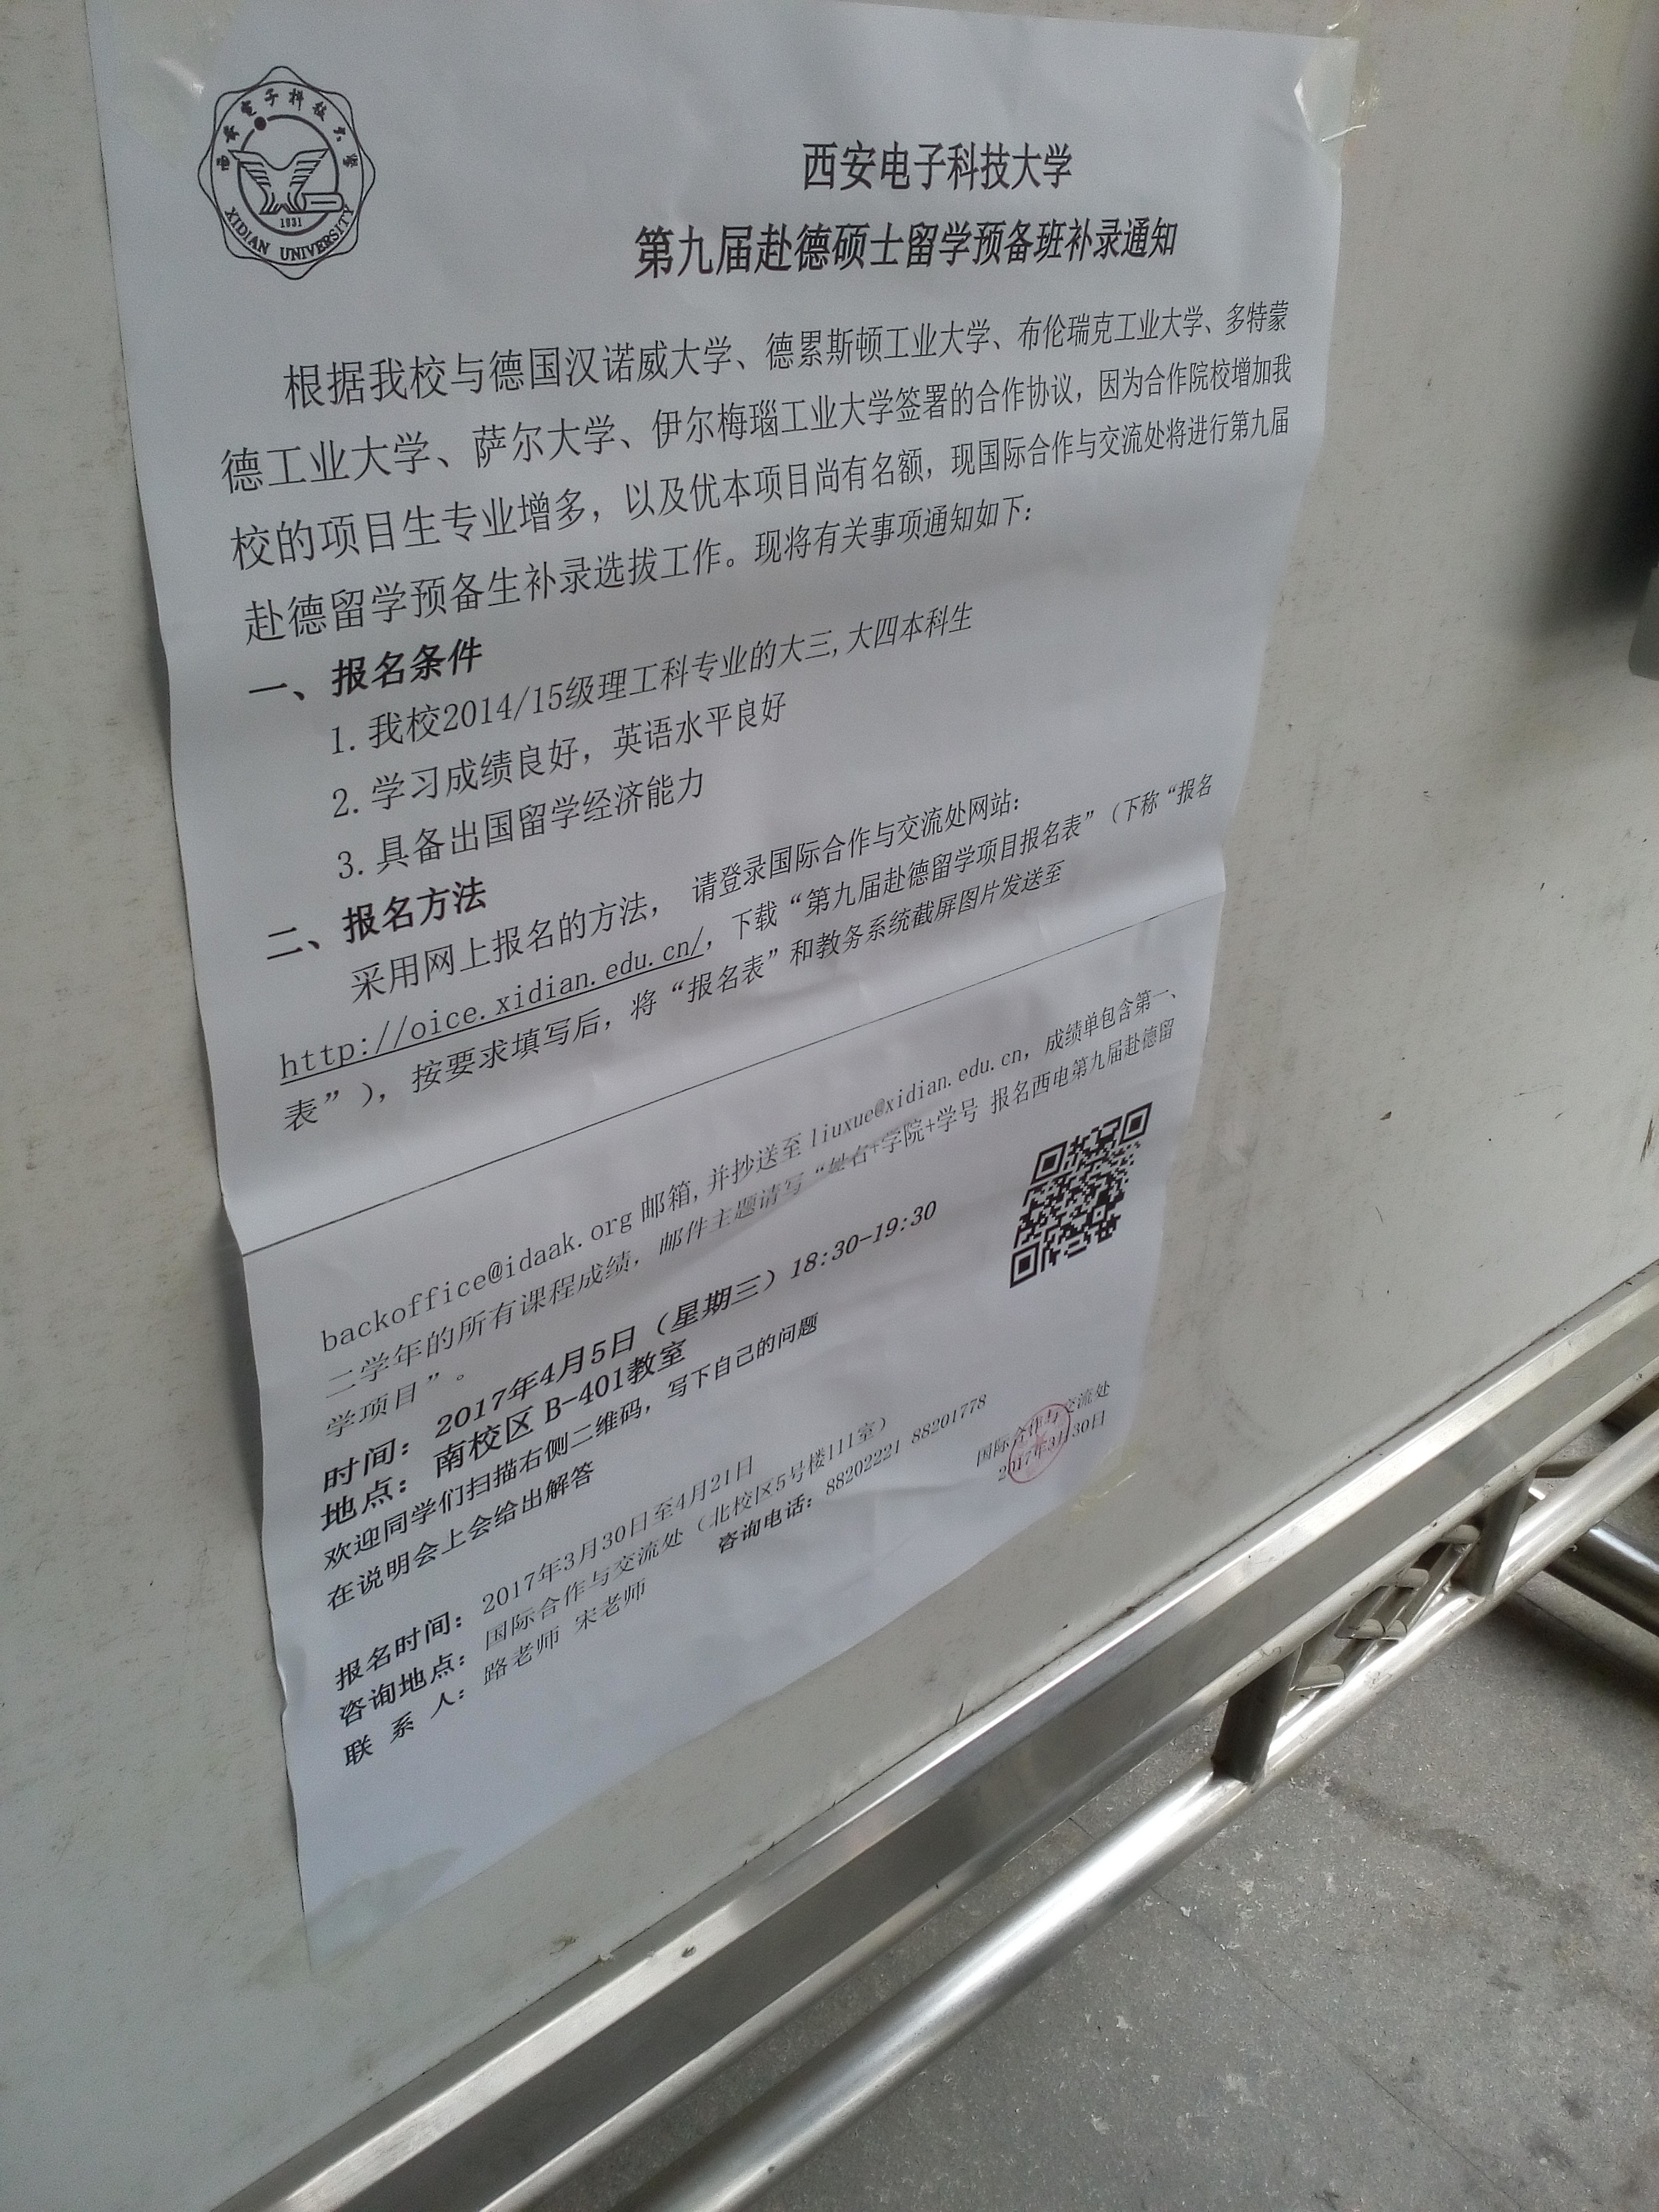 西安电子科技大学
XIDIAN UNIVERSITY
1931
西安电子科技大学
第九届赴德硕士留学预备班补录通知
根据我校与德国汉诺威大学、德累斯顿工业大学、布伦瑞克工业大学、多特蒙
德工业大学、萨尔大学、伊尔梅瑙工业大学签署的合作协议，因为合作院校增加我
校的项目生专业增多，以及优本项目尚有名额，现国际合作与交流处将进行第九届
赴德留学预备生补录选拔工作。现将有关事项通知如下：
一、报名条件
1. 我校2014/15级理工科专业的大三,大四本科生
2. 学习成绩良好，英语水平良好
3. 具备出国留学经济能力
二、报名方法
采用网上报名的方法， 请登录国际合作与交流处网站：
http://oice.xidian.edu.cn/，下载“第九届赴德留学项目报名表”（下称“报名
表”），按要求填写后，将“报名表”和教务系统截屏图片发送至
backoffice@idaak.org 邮箱,并抄送至 liuxue@xidian.edu.cn，成绩单包含第一、
二学年的所有课程成绩，邮件主题请写“姓名+学院+学号 报名西电第九届赴德留
学项目”。
时间：2017年4月5日（星期三）18:30-19:30
地点：南校区 B-401教室
欢迎同学们扫描右侧二维码，写下自己的问题
在说明会上会给出解答
报名时间：2017年3月30日至4月21日
咨询地点：国际合作与交流处（北校区5号楼111室）
联 系 人：路老师 宋老师 咨询电话：88202221 88201778
国际合作与交流处
2017年3月30日